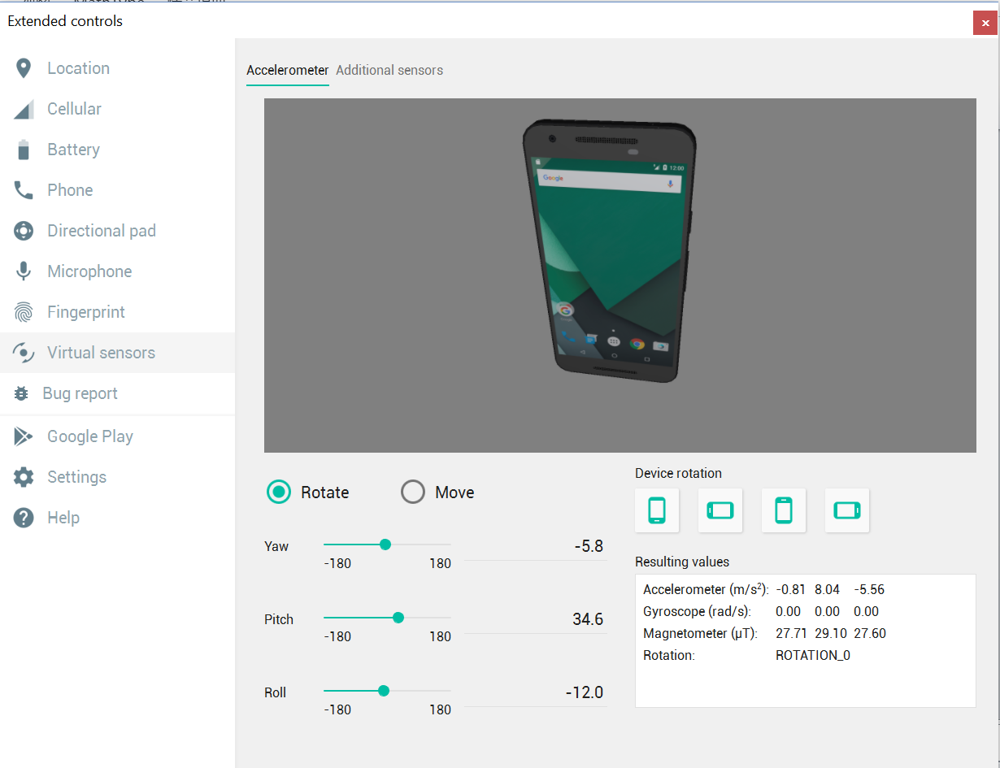 Extended controls
Location
Cellular
Battery
Phone
Directional pad
Microphone
Fingerprint
Virtual sensors
Bug report
Google Play
Settings
Help
Accelerometer Additional sensors
12:00
Google
Rotate Move
Yaw -5.8
-180 180
Pitch 34.6
-180 180
Roll -12.0
-180 180
Device rotation
Resulting values
Accelerometer (m/s²): -0.81 8.04 -5.56
Gyroscope (rad/s): 0.00 0.00 0.00
Magnetometer (μT): 27.71 29.10 27.60
Rotation: ROTATION_0